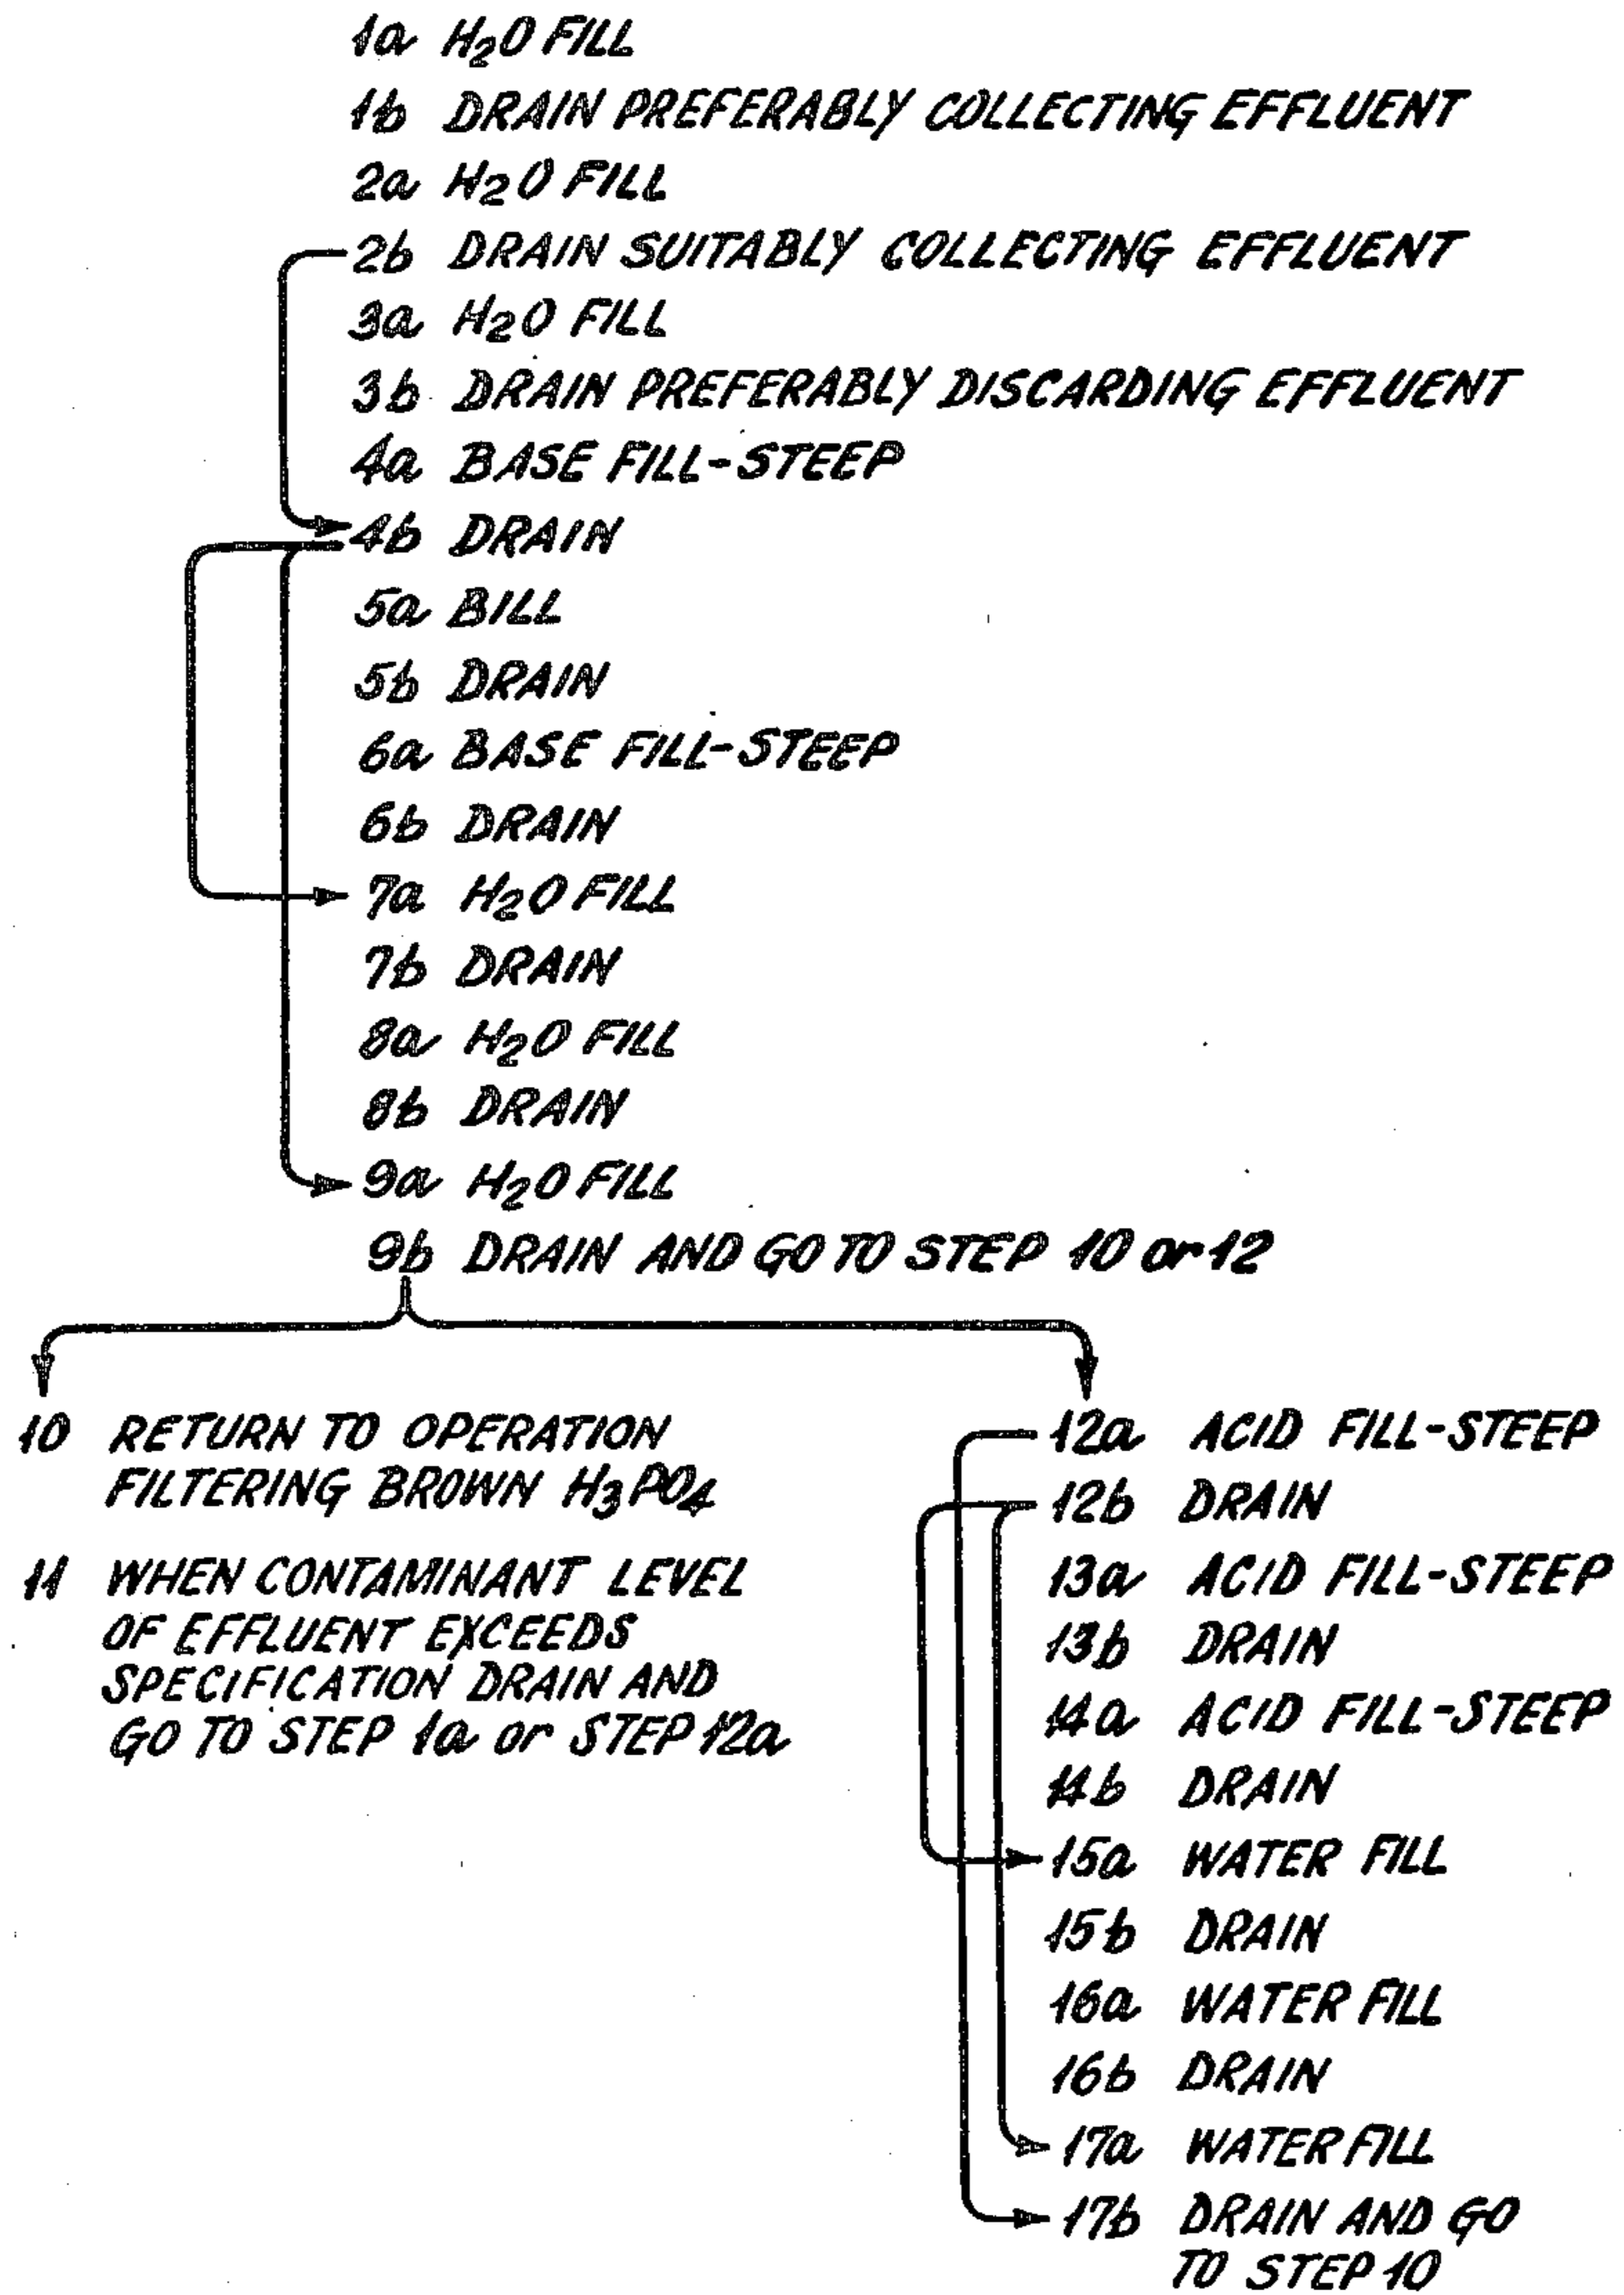 1a H2O FILL
1b DRAIN PREFERABLY COLLECTING EFFLUENT
2a H2O FILL
2b DRAIN SUITABLY COLLECTING EFFLUENT
3a H2O FILL
3b DRAIN PREFERABLY DISCARDING EFFLUENT
4a BASE FILL-STEEP
4b DRAIN
5a BILL
5b DRAIN
6a BASE FILL-STEEP
6b DRAIN
7a H2O FILL
7b DRAIN
8a H2O FILL
8b DRAIN
9a H2O FILL
9b DRAIN AND GO TO STEP 10 or 12
10 RETURN TO OPERATION
FILTERING BROWN H3PO4
11 WHEN CONTAMINANT LEVEL
OF EFFLUENT EXCEEDS
SPECIFICATION DRAIN AND
GO TO STEP 1a or STEP 12a
12a ACID FILL-STEEP
12b DRAIN
13a ACID FILL-STEEP
13b DRAIN
14a ACID FILL-STEEP
14b DRAIN
15a WATER FILL
15b DRAIN
16a WATER FILL
16b DRAIN
17a WATER FILL
17b DRAIN AND GO
TO STEP 10